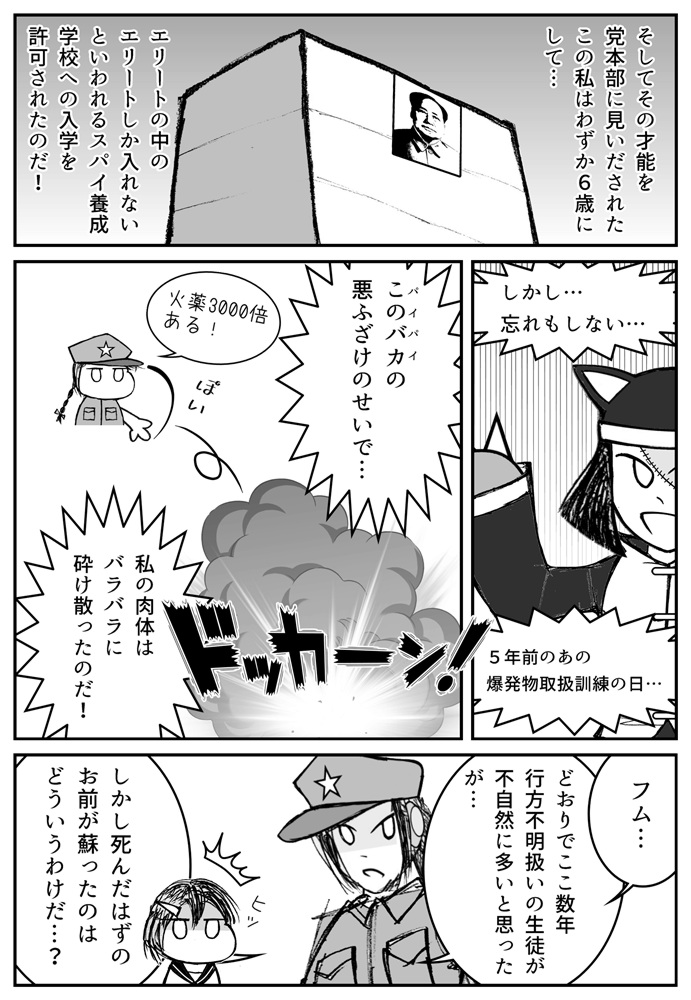 そしてその才能を
党本部に見いだされた
この私はわずか６歳に
して…
エリートの中の
エリートしか入れない
といわれるスパイ養成
学校への入学を
許可されたのだ！
しかし…
忘れもしない…
５年前のあの
爆発物取扱訓練の日…
このバカの
バイバイ
悪ふざけのせいで…
火薬3000倍
ある！
ぽい
ドッカーン！
私の肉体は
バラバラに
砕け散ったのだ！
フム…
どおりでここ数年
行方不明扱いの生徒が
不自然に多いと思った
が…
ヒッ
しかし死んだはずの
お前が蘇ったのは
どういうわけだ…？